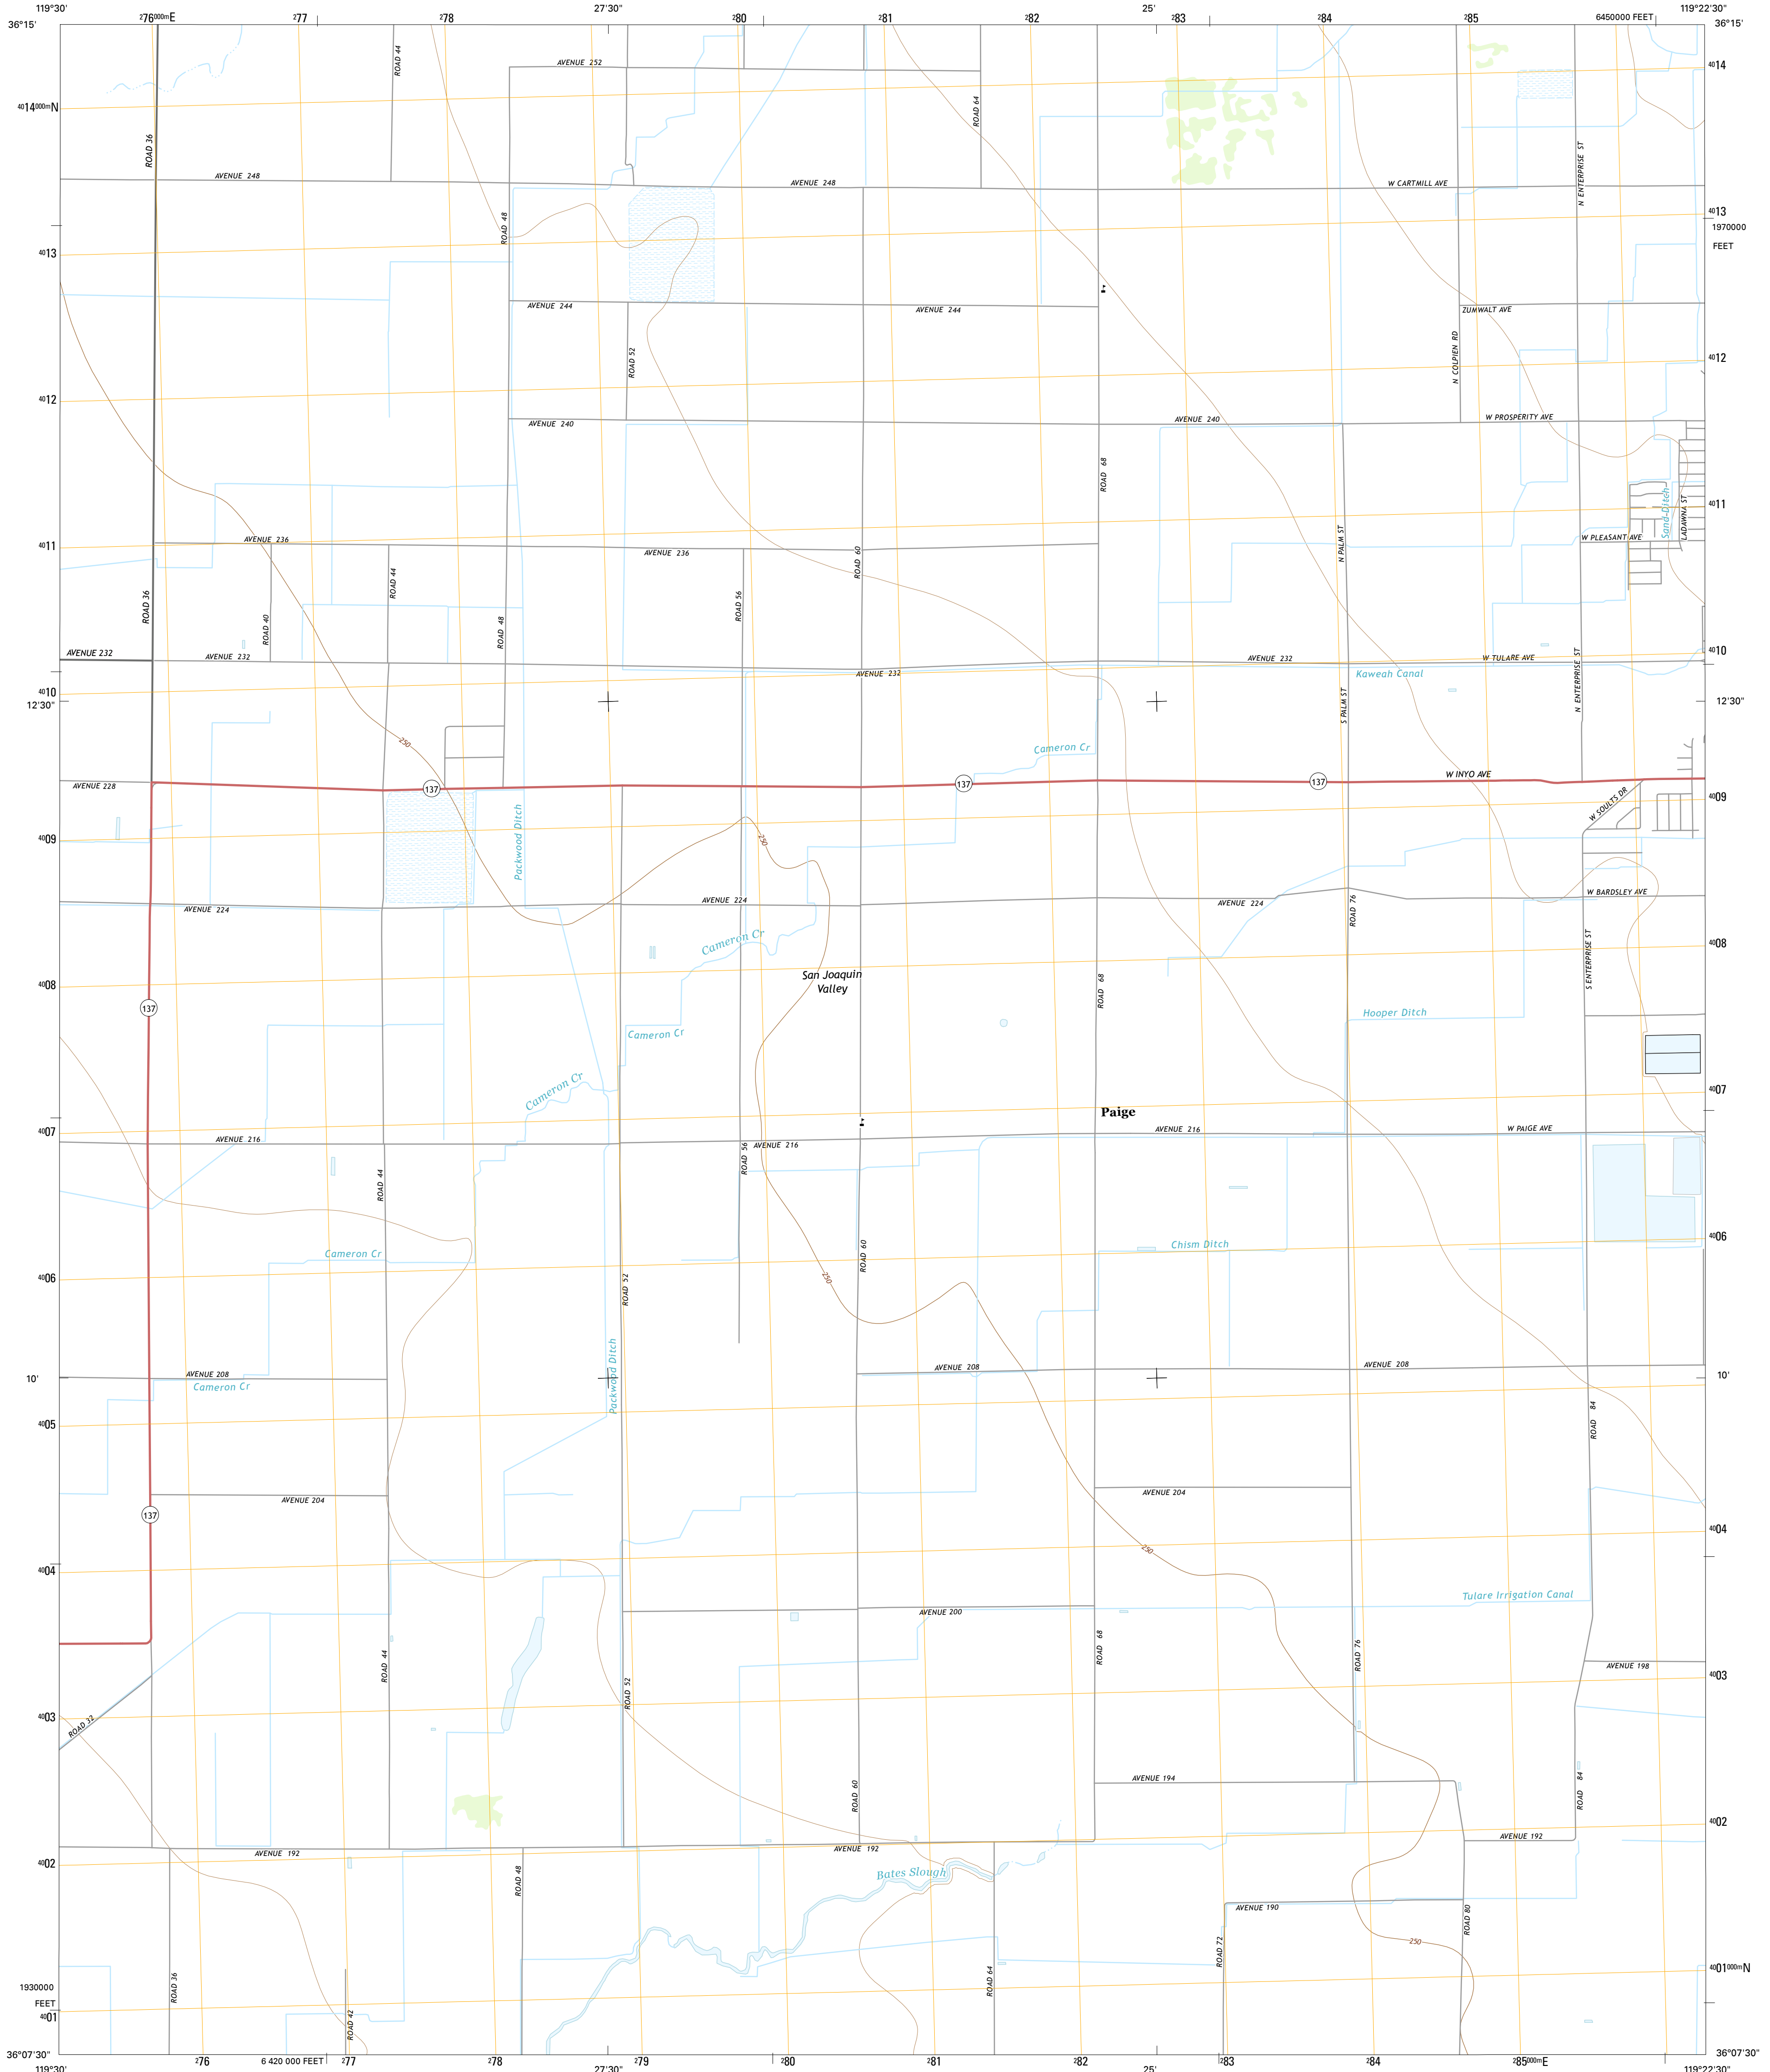 119°30'
276000mE
277
278
27'30"
280
281
282
25'
283
284
285
6450000 FEET
119°22'30"
36°15'
36°15'
ROAD 44
AVENUE 252
4014
4014000mN
ROAD 64
ROAD 36
N ENTERPRISE ST
AVENUE 248
AVENUE 248
W CARTMILL AVE
ROAD 48
4013
1970000
FEET
4013
AVENUE 244
AVENUE 244
ZUMWALT AVE
ROAD 52
N COLPIEN RD
4012
4012
AVENUE 240
AVENUE 240
W PROSPERITY AVE
ROAD 68
Sand Ditch
LADAWNA ST
4011
4011
AVENUE 236
AVENUE 236
ROAD 60
N PALM ST
W PLEASANT AVE
ROAD 44
ROAD 36
ROAD 40
ROAD 48
ROAD 56
AVENUE 232
AVENUE 232
AVENUE 232
AVENUE 232
W TULARE AVE
N ENTERPRISE ST
4010
Kaweah Canal
4010
12'30"
S PALM ST
12'30"
250
Cameron Cr
AVENUE 228
137
137
137
W INYO AVE
W SOULTS DR
4009
4009
Packwood Ditch
250
AVENUE 224
AVENUE 224
AVENUE 224
W BARDSLEY AVE
ROAD 76
Cameron Cr
S ENTERPRISE ST
4008
San Joaquin
Valley
4008
ROAD 68
137
Hooper Ditch
Cameron Cr
Cameron Cr
4007
Paige
4007
AVENUE 216
AVENUE 216
AVENUE 216
W PAIGE AVE
ROAD 56
ROAD 44
Cameron Cr
Chism Ditch
4006
4006
ROAD 60
ROAD 52
250
Packwood Ditch
10'
AVENUE 208
AVENUE 208
AVENUE 208
10'
Cameron Cr
4005
4005
ROAD 84
AVENUE 204
AVENUE 204
137
4004
4004
250
Tulare Irrigation Canal
AVENUE 200
ROAD 44
ROAD 52
ROAD 68
ROAD 76
AVENUE 198
4003
4003
ROAD 32
AVENUE 194
ROAD 60
ROAD 84
4002
AVENUE 192
AVENUE 192
AVENUE 192
4002
ROAD 48
Bates Slough
AVENUE 190
ROAD 80
250
ROAD 72
ROAD 36
ROAD 64
4001000mN
1930000
FEET
4001
ROAD 42
36°07'30"
36°07'30"
119°30'
276
6 420 000 FEET
277
278
27'30"
279
280
281
282
25'
283
284
285000mE
119°22'30"